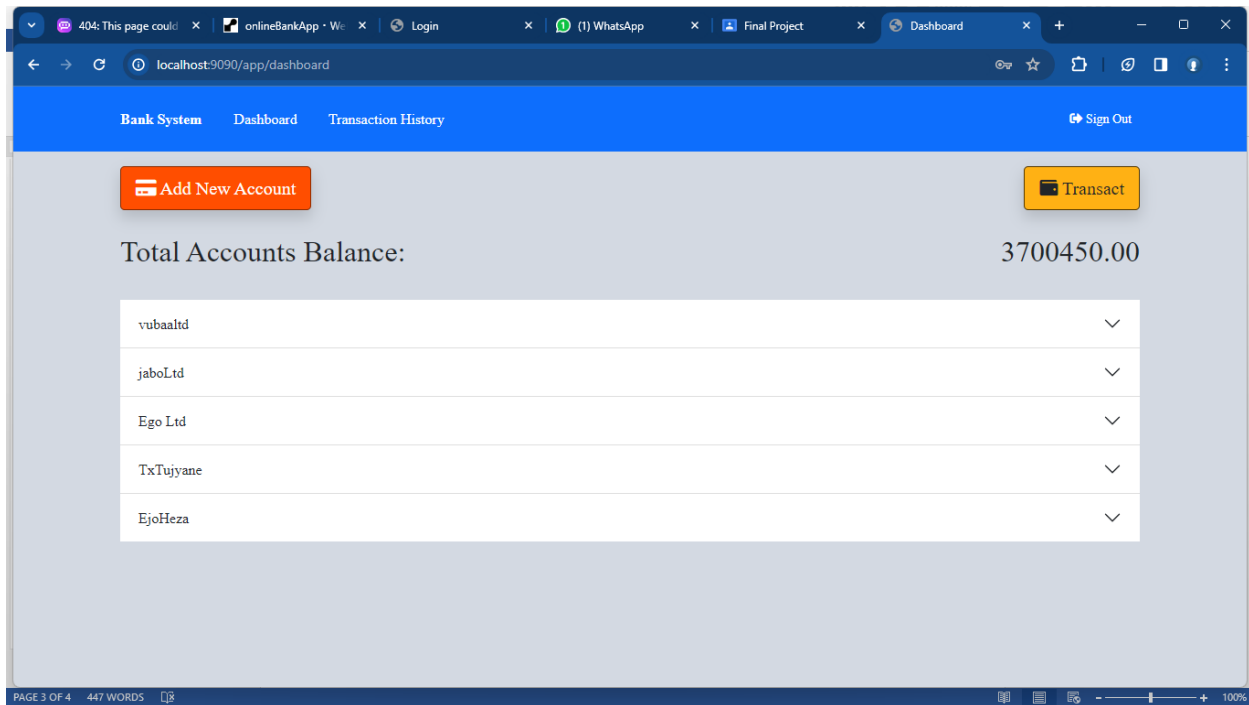 404: This page could
onlineBankApp · We
Login
(1) WhatsApp
Final Project
Dashboard
localhost:9090/app/dashboard
Bank System Dashboard Transaction History Sign Out
Add New Account Transact
Total Accounts Balance: 3700450.00
vubaaltd
jaboLtd
Ego Ltd
TxTujyane
EjoHeza
PAGE 3 OF 4 447 WORDS 100%